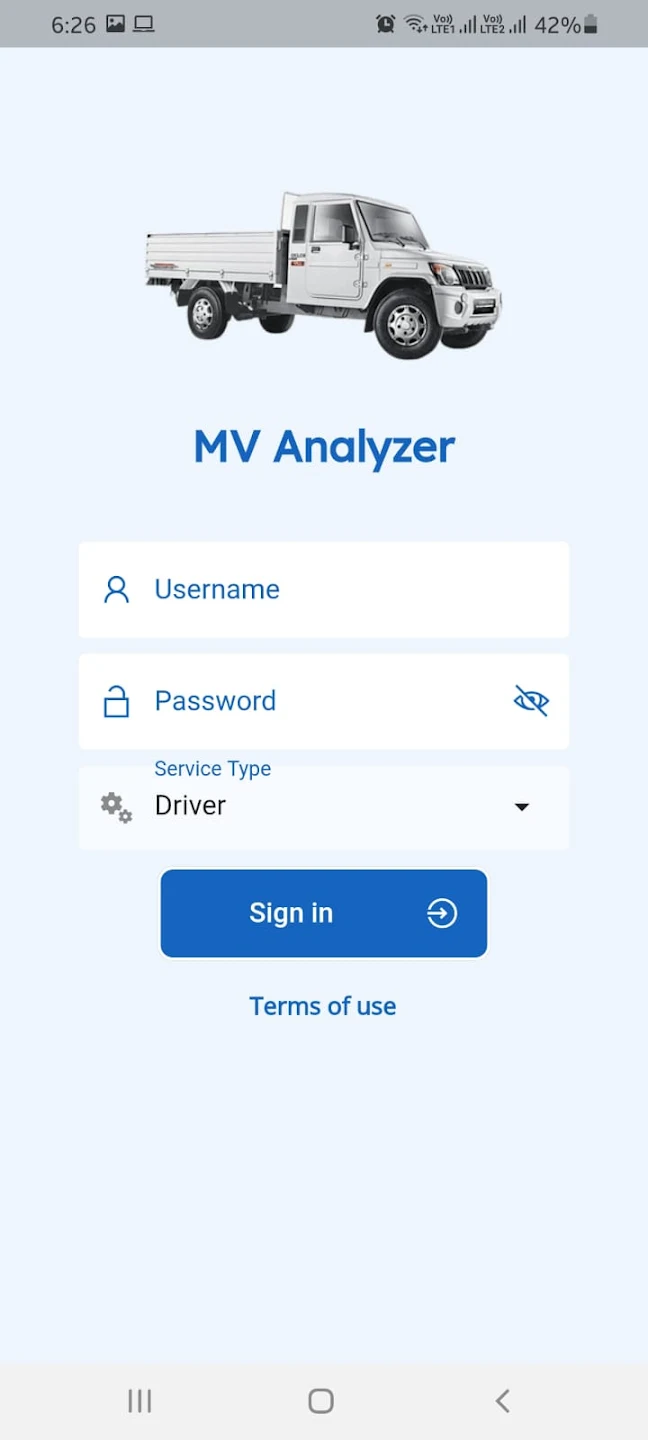 6:26 Vo)) LTE1 Vo)) LTE2 42%
MV Analyzer
Username
Password
Service Type
Driver
Sign in
Terms of use